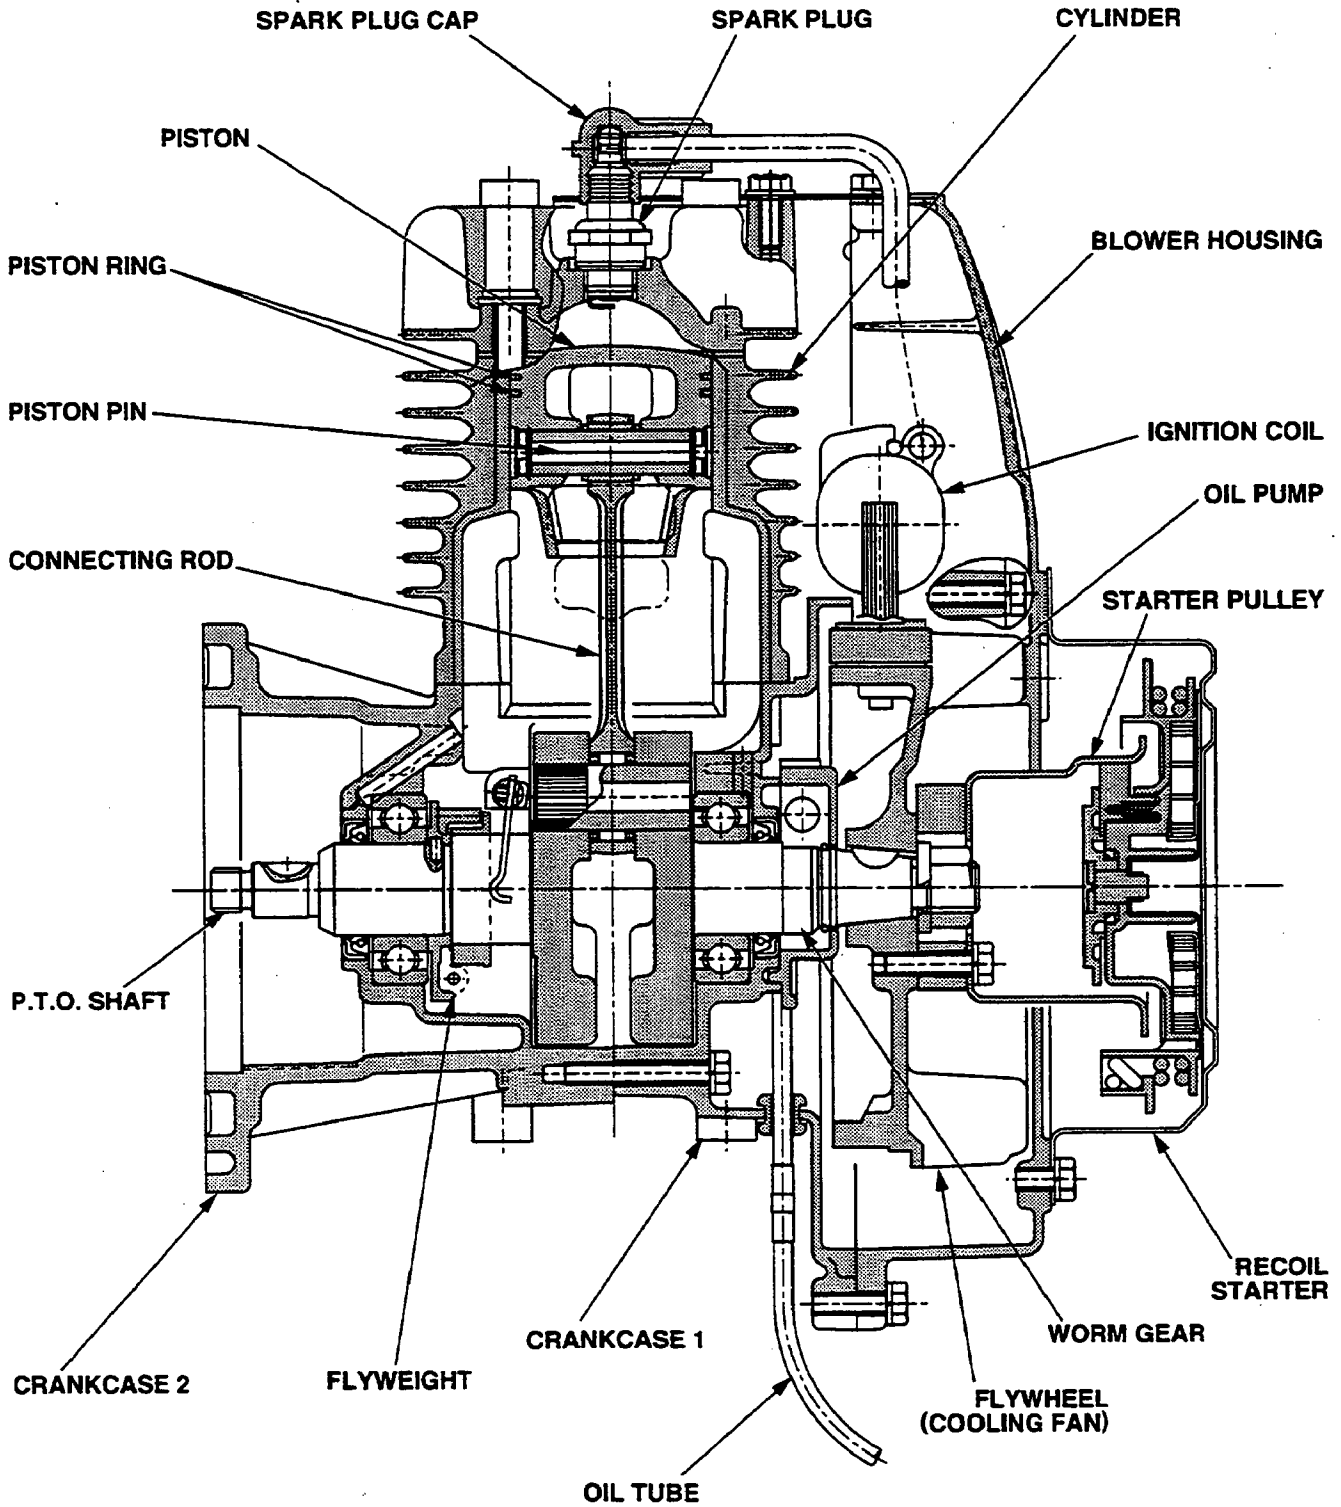 SPARK PLUG CAP
SPARK PLUG
CYLINDER
PISTON
BLOWER HOUSING
PISTON RING
PISTON PIN
IGNITION COIL
OIL PUMP
CONNECTING ROD
STARTER PULLEY
P.T.O. SHAFT
RECOIL
STARTER
CRANKCASE 1
WORM GEAR
CRANKCASE 2
FLYWEIGHT
FLYWHEEL
(COOLING FAN)
OIL TUBE